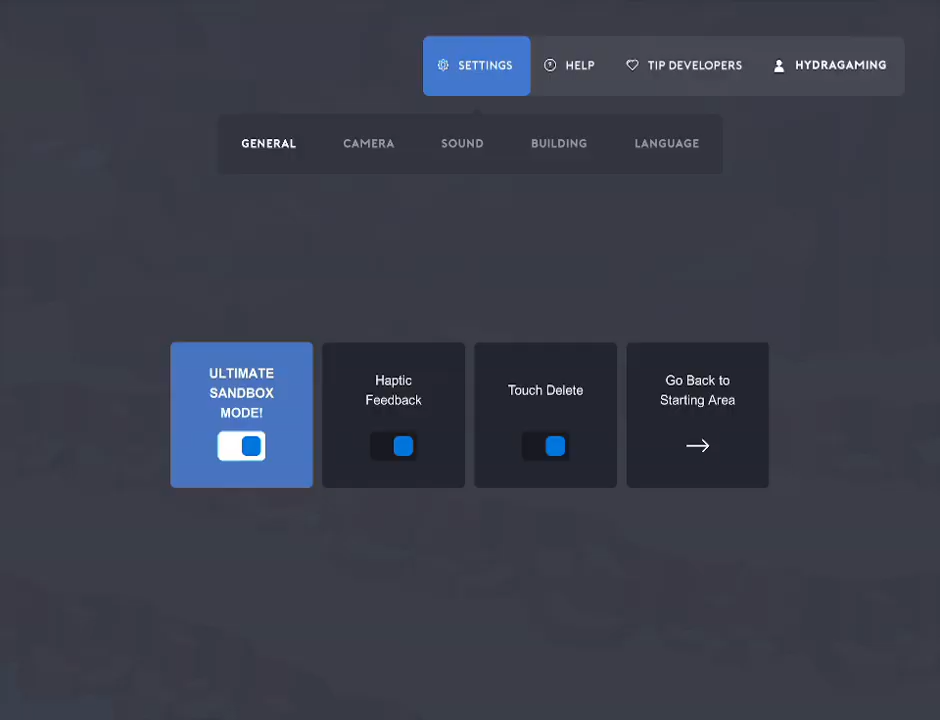 SETTINGS HELP TIP DEVELOPERS HYDRAGAMING
GENERAL CAMERA SOUND BUILDING LANGUAGE
ULTIMATE
SANDBOX
MODE!
Haptic
Feedback
Touch Delete
Go Back to
Starting Area